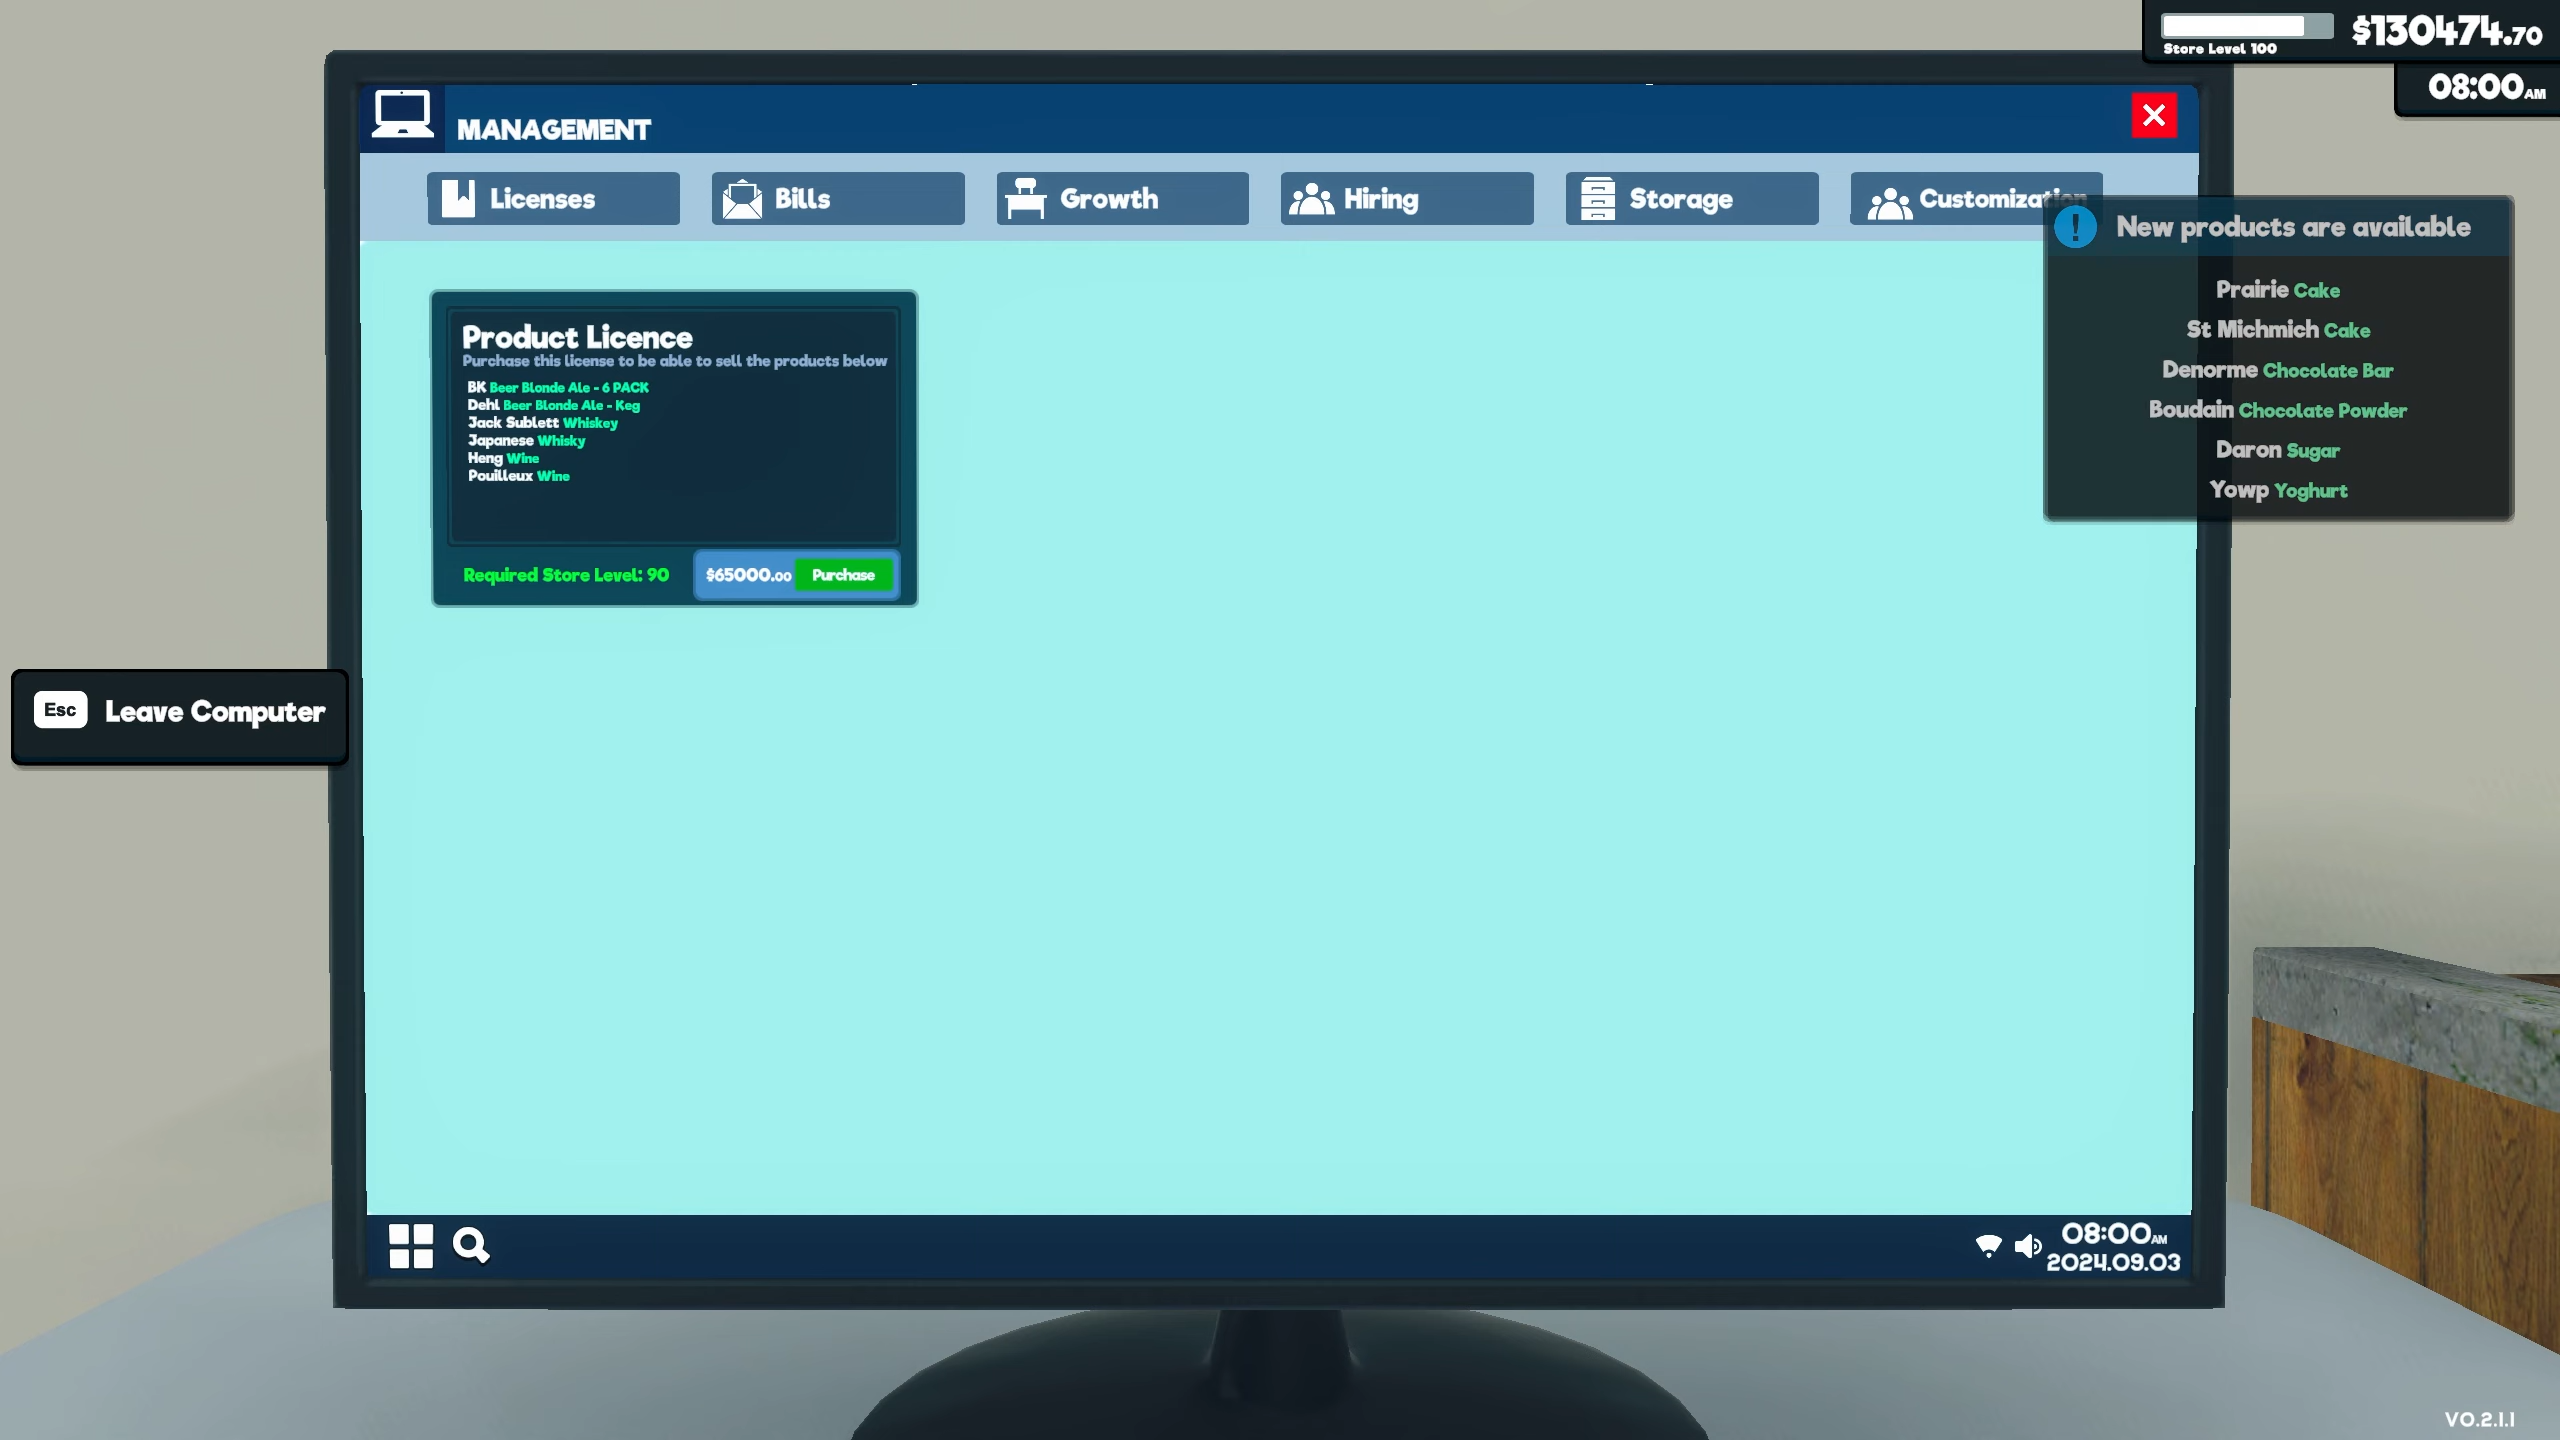 $130474.70
Store Level 100
08:00AM
MANAGEMENT
Licenses
Bills
Growth
Hiring
Storage
Customization
New products are available
Prairie Cake
St Michmich Cake
Denorme Chocolate Bar
Boudain Chocolate Powder
Daron Sugar
Yowp Yoghurt
Product Licence
Purchase this license to be able to sell the products below
BK Beer Blonde Ale - 6 PACK
Dehl Beer Blonde Ale - Keg
Jack Sublett Whiskey
Japanese Whisky
Heng Wine
Pouilleux Wine
Required Store Level: 90
$65000.00
Purchase
Esc Leave Computer
08:00AM
2024.09.03
V0.2.1.1